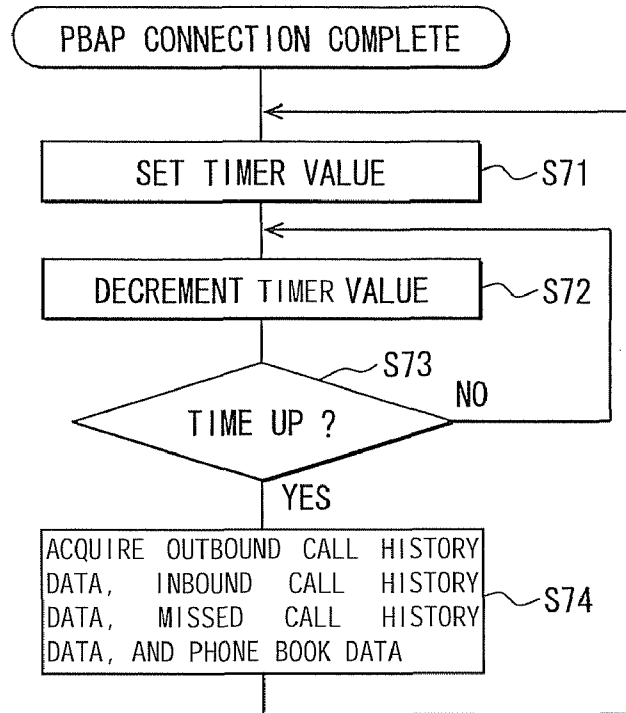 PBAP CONNECTION COMPLETE
SET TIMER VALUE
S71
DECREMENT TIMER VALUE
S72
S73
TIME UP ?
NO
YES
ACQUIRE OUTBOUND CALL HISTORY
DATA, INBOUND CALL HISTORY
DATA, MISSED CALL HISTORY
DATA, AND PHONE BOOK DATA
S74